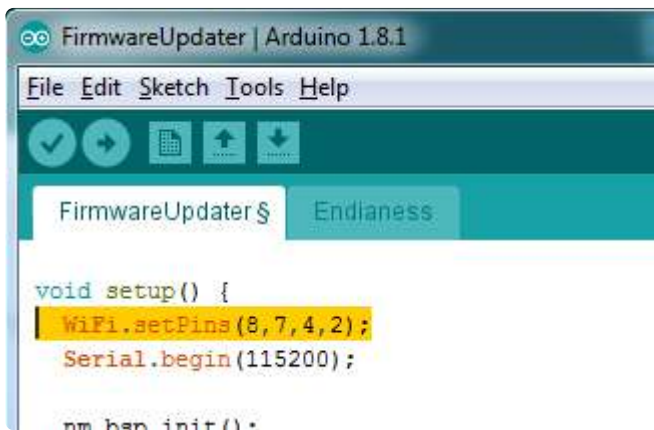 FirmwareUpdater | Arduino 1.8.1
File Edit Sketch Tools Help
FirmwareUpdater § Endianess
void setup() {
WiFi.setPins(8,7,4,2);
Serial.begin(115200);
nm_bsp_init();